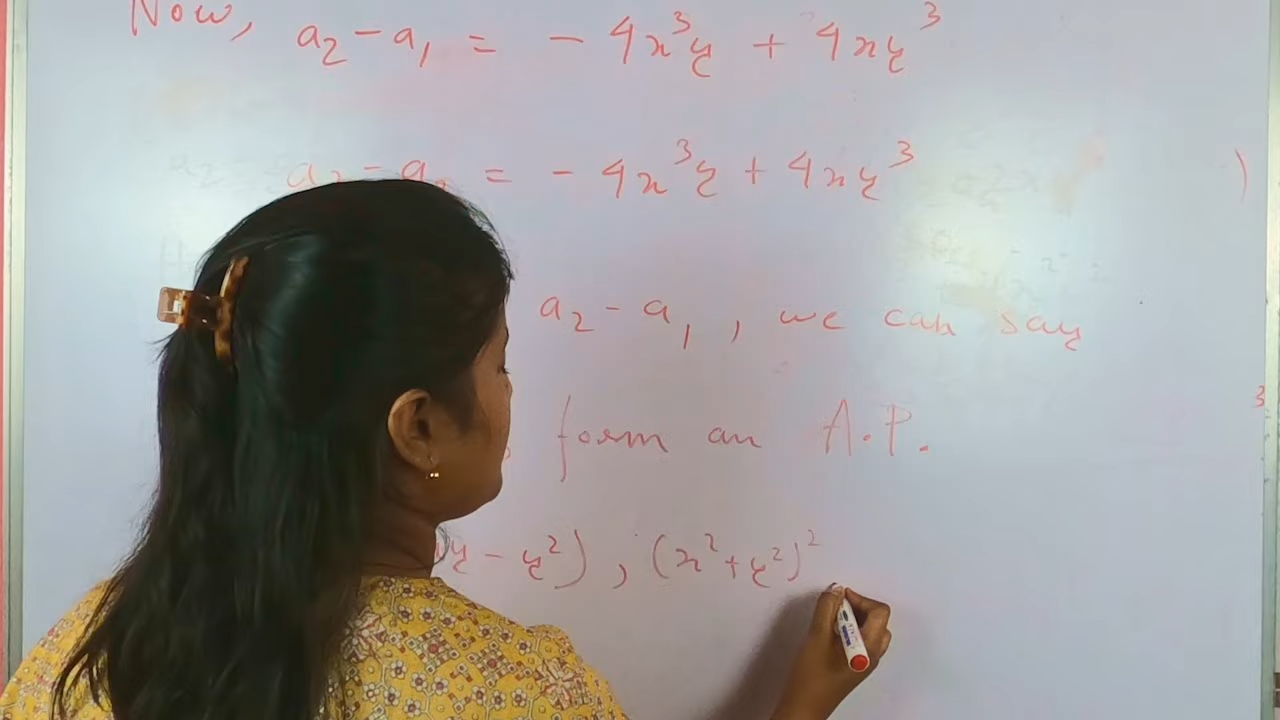 Now, a₂ - a₁ = - 4x³y + 4xy³
a₃ - a₂ = - 4x³y + 4xy³
a₂ - a₁ , we can say
form an A.P.
y - y²) , (x² + y²)²